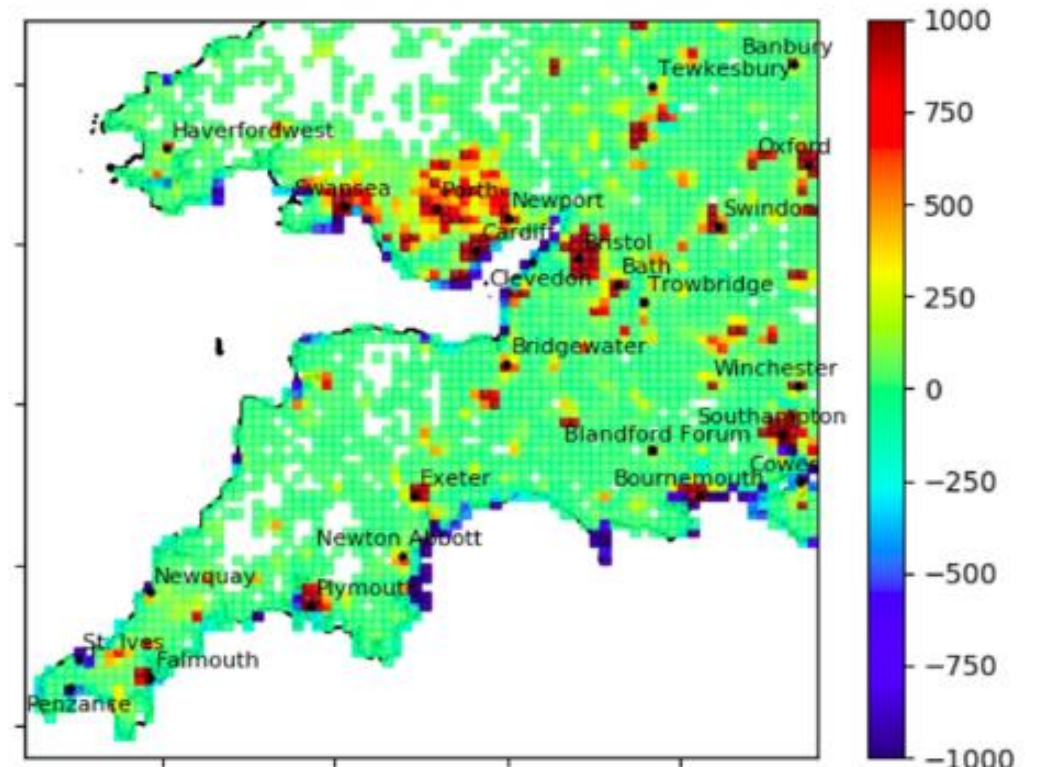 1000
Banbury
Tewkesbury
750
Haverfordwest
Oxford
Swansea
Porth
Newport
Swindon
500
Cardiff
Bristol
Bath
Clevedon
Trowbridge
250
Bridgewater
Winchester
0
Southampton
Blandford Forum
Cowes
Exeter
Bournemouth
−250
Newton Abbott
Newquay
Plymouth
−500
St. Ives
Falmouth
−750
Penzance
−1000